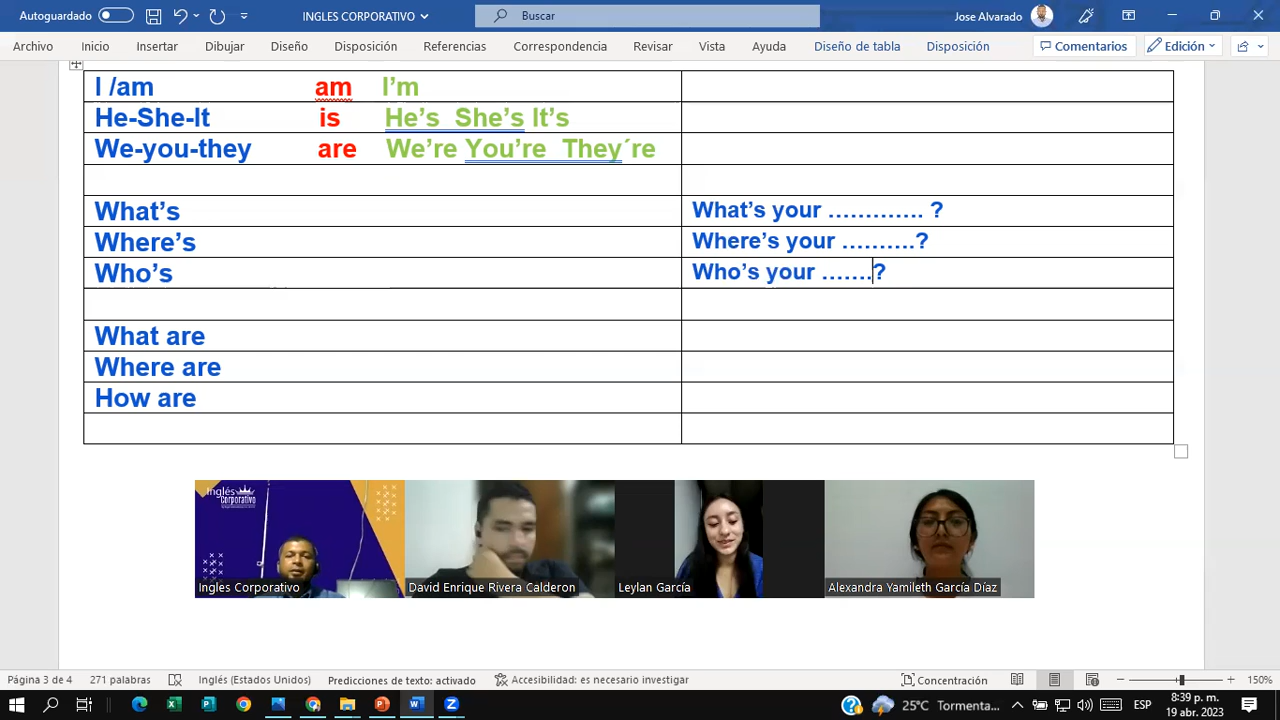 Autoguardado
INGLES CORPORATIVO
Buscar
Jose Alvarado
Archivo Inicio Insertar Dibujar Diseño Disposición Referencias Correspondencia Revisar Vista Ayuda Diseño de tabla Disposición Comentarios Edición
I /am am I’m
He-She-It is He’s She’s It’s
We-you-they are We’re You’re They´re
What’s What’s your …………. ?
Where’s Where’s your ……….?
Who’s Who’s your …….?
What are
Where are
How are
Inglés
Corporativo
Ingles Corporativo
David Enrique Rivera Calderon
Leylan García
Alexandra Yamileth García Díaz
Página 3 de 4 271 palabras Inglés (Estados Unidos) Predicciones de texto: activado Accesibilidad: es necesario investigar Concentración 150%
25°C Tormenta... ESP 8:39 p. m.
19 abr. 2023